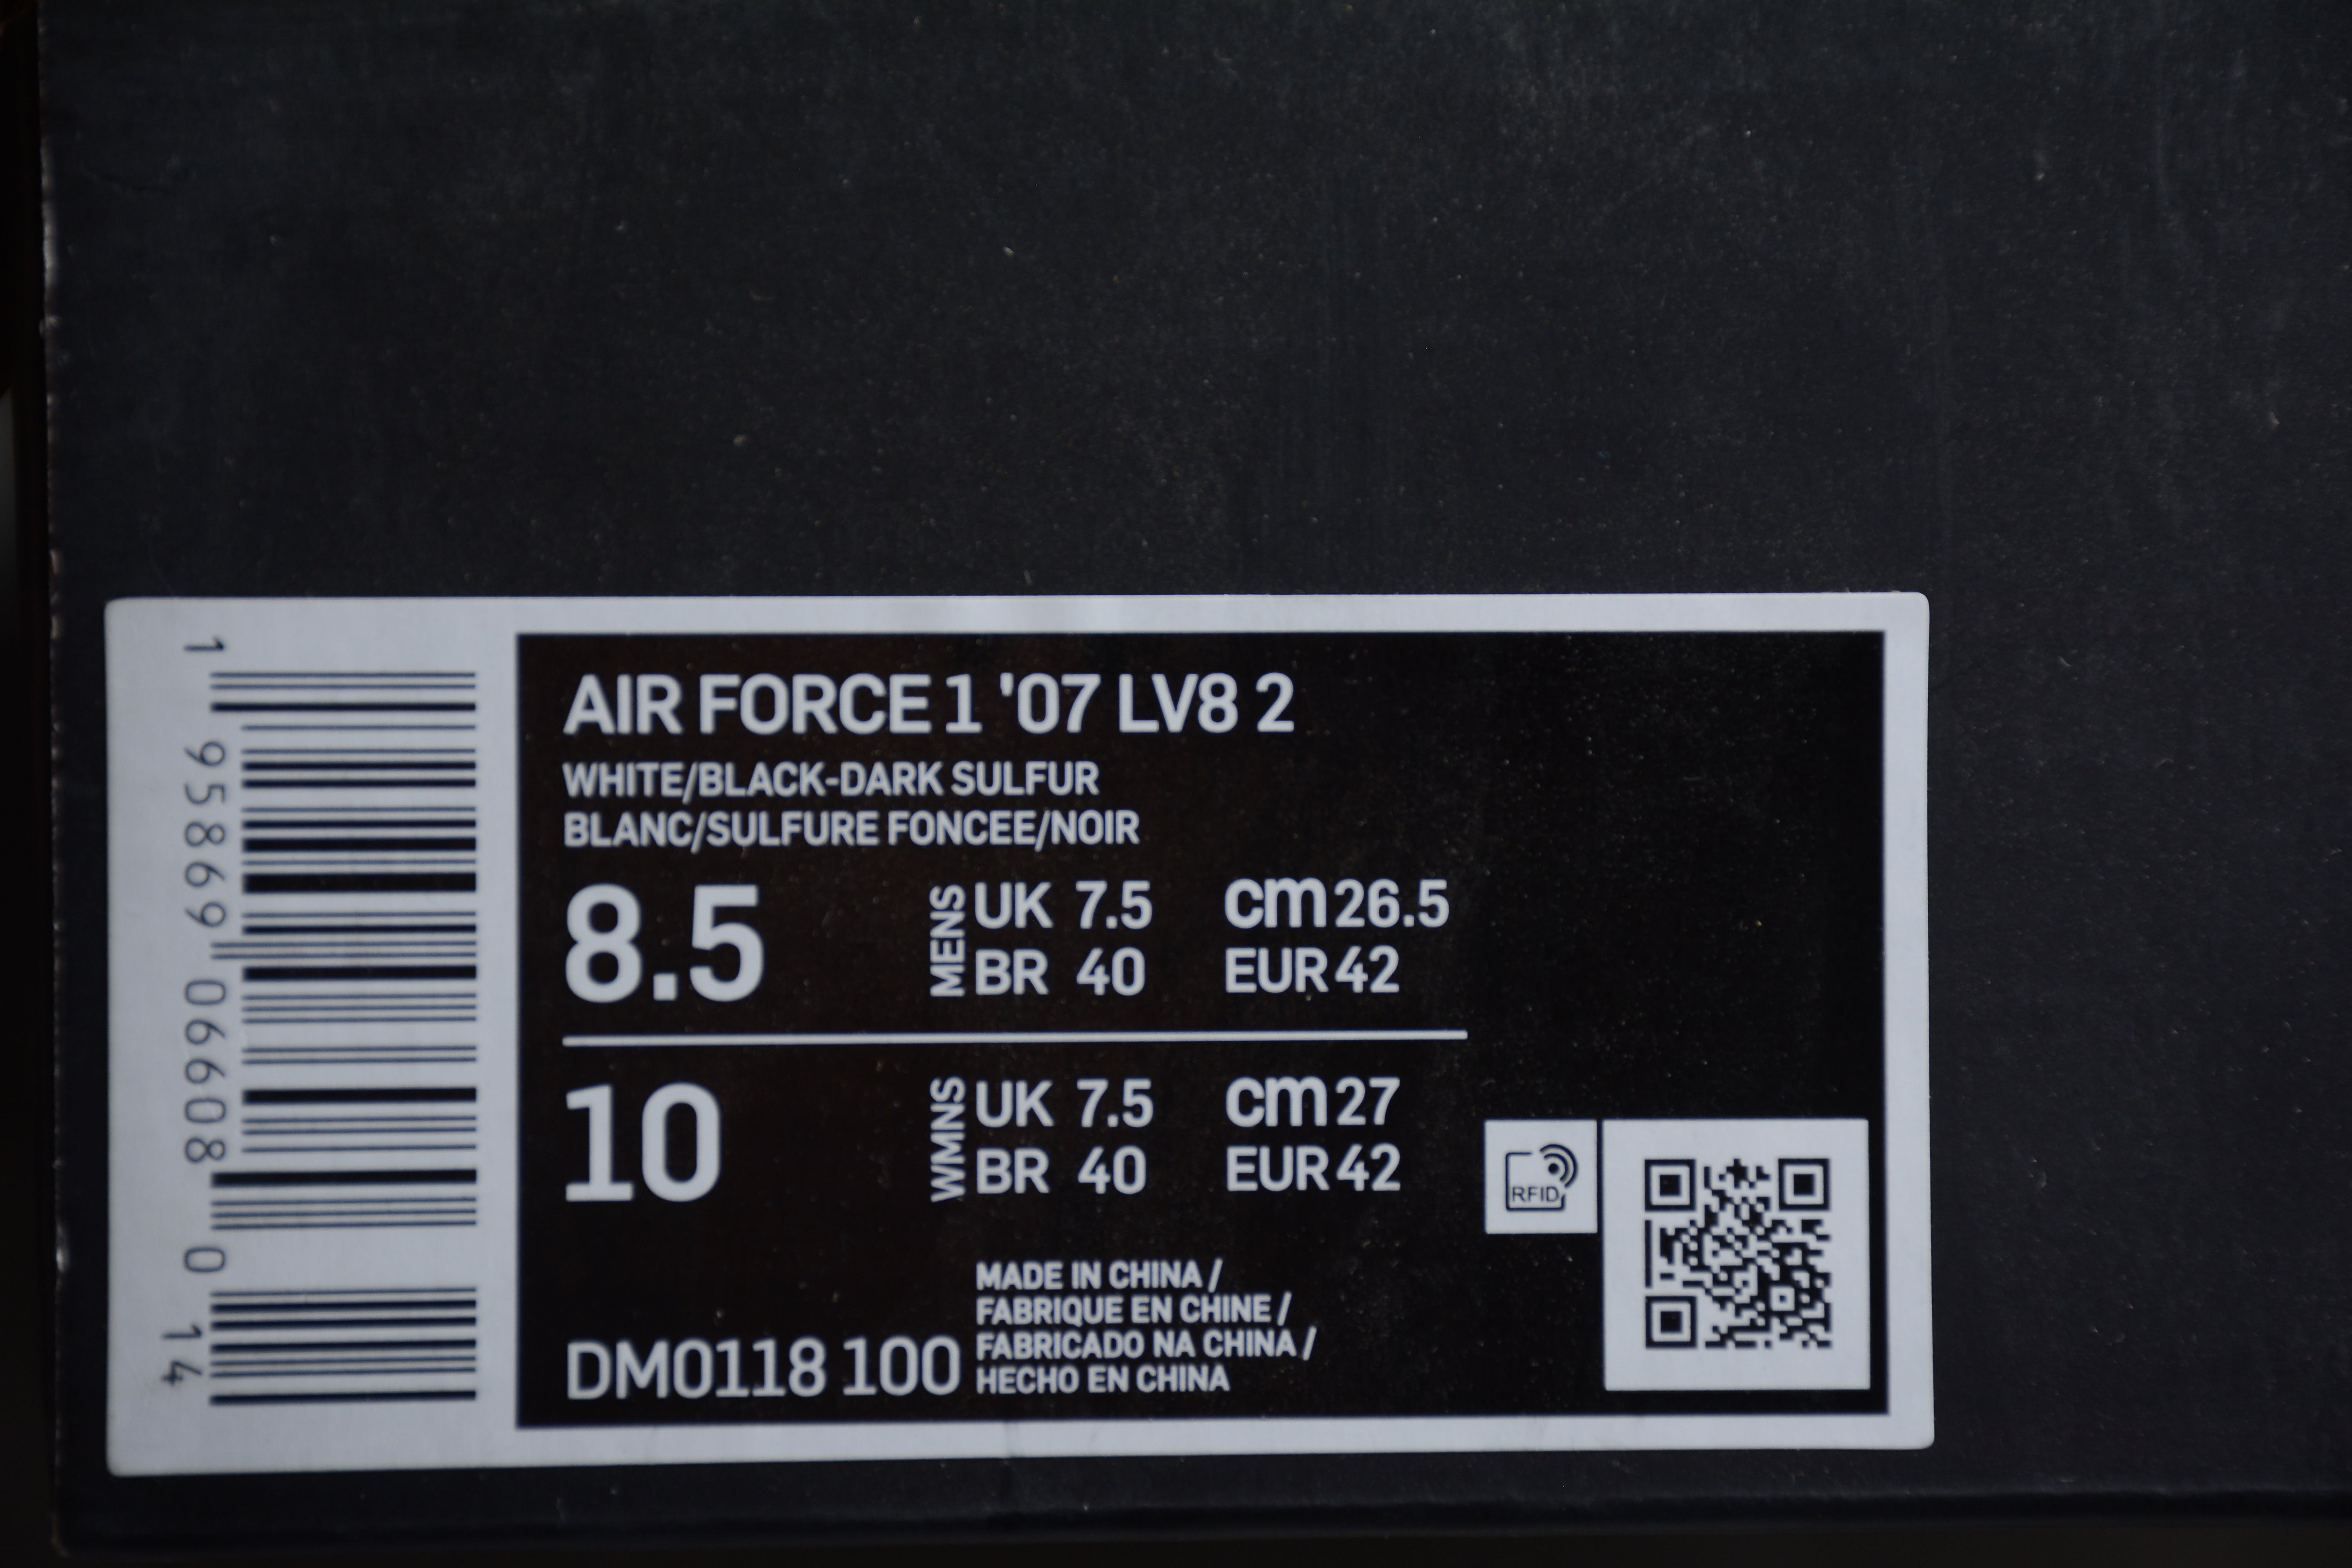 1 95869 06608 0 14
AIR FORCE 1 '07 LV8 2
WHITE/BLACK-DARK SULFUR
BLANC/SULFURE FONCEE/NOIR
8.5
MENS
UK 7.5 cm 26.5
BR 40 EUR 42
10
WMNS
UK 7.5 cm 27
BR 40 EUR 42
RFID
DM0118 100
MADE IN CHINA /
FABRIQUE EN CHINE /
FABRICADO NA CHINA /
HECHO EN CHINA